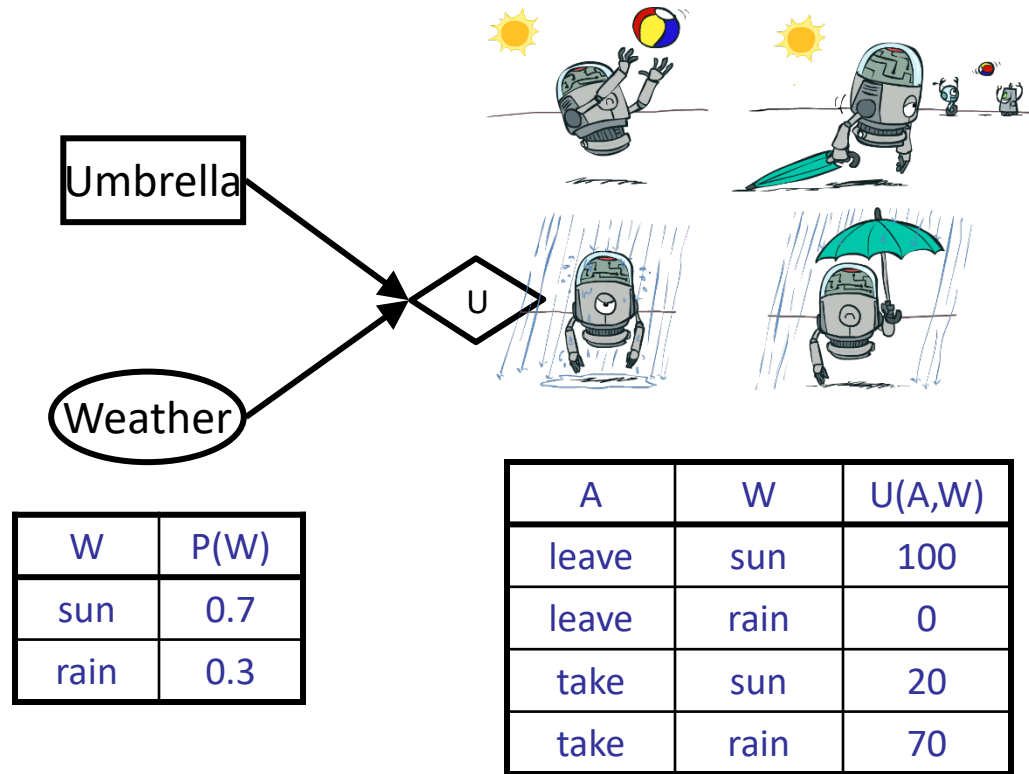 Umbrella
U
Weather
W P(W)
sun 0.7
rain 0.3
A W U(A,W)
leave sun 100
leave rain 0
take sun 20
take rain 70